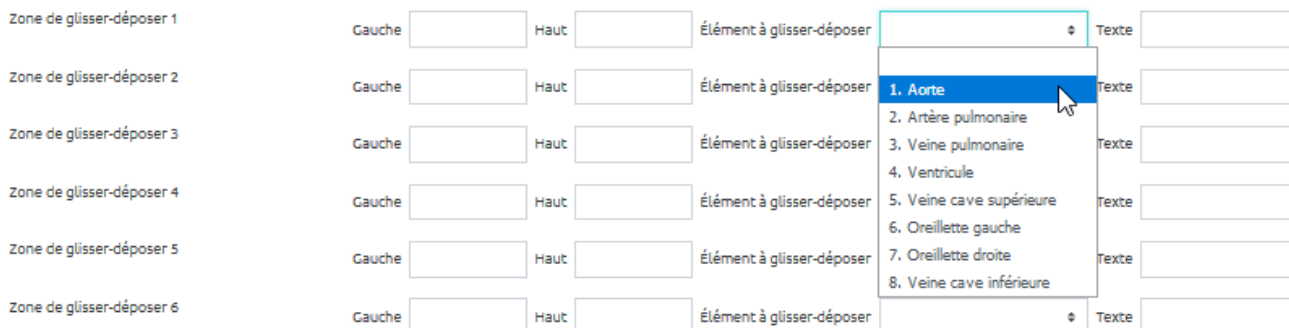 Zone de glisser-déposer 1
Gauche Haut Élément à glisser-déposer Texte
Zone de glisser-déposer 2
Gauche Haut Élément à glisser-déposer Texte
1. Aorte
2. Artère pulmonaire
Zone de glisser-déposer 3
Gauche Haut Élément à glisser-déposer Texte
3. Veine pulmonaire
4. Ventricule
Zone de glisser-déposer 4
Gauche Haut Élément à glisser-déposer Texte
5. Veine cave supérieure
6. Oreillette gauche
Zone de glisser-déposer 5
Gauche Haut Élément à glisser-déposer Texte
7. Oreillette droite
8. Veine cave inférieure
Zone de glisser-déposer 6
Gauche Haut Élément à glisser-déposer Texte